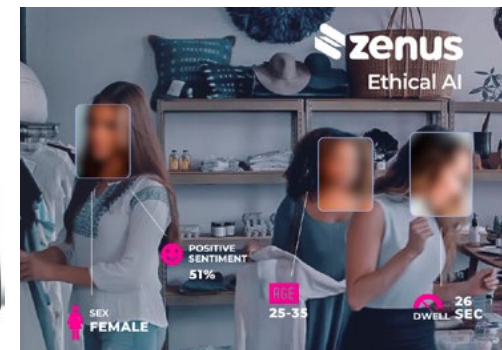 zenus
Ethical AI
POSITIVE
SENTIMENT
51%
SEX
FEMALE
AGE
25-35
DWELL
26
SEC